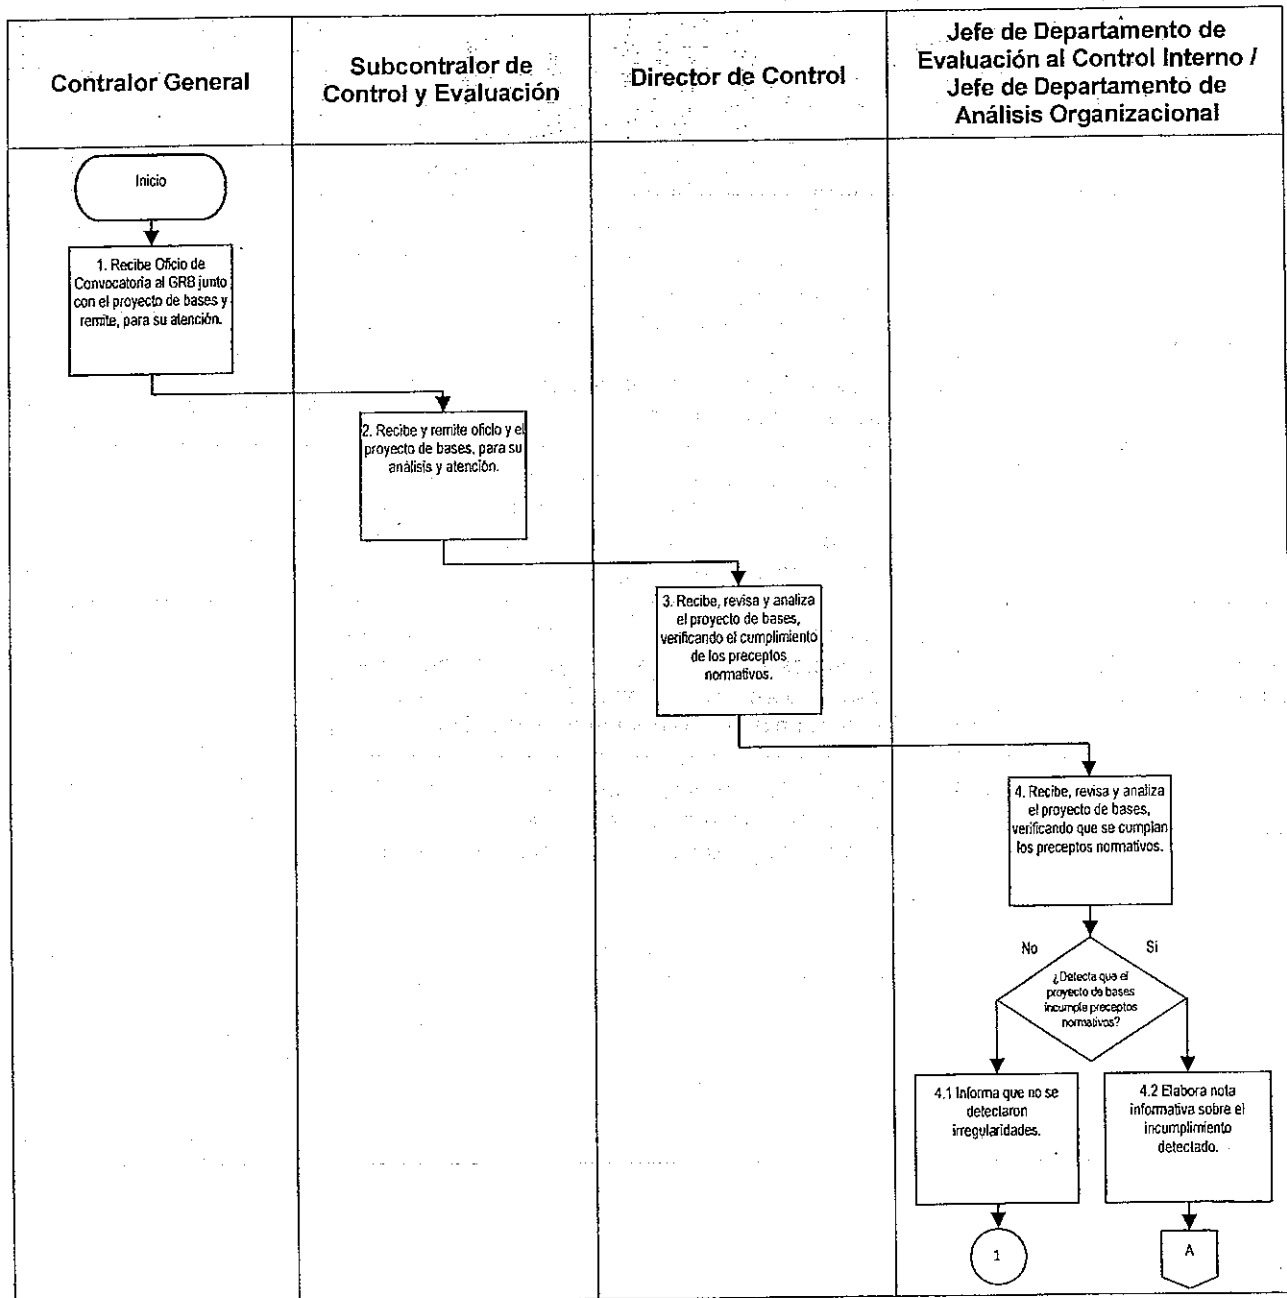 Contralor General
Subcontralor de
Control y Evaluación
Director de Control
Jefe de Departamento de
Evaluación al Control Interno /
Jefe de Departamento de
Análisis Organizacional
Inicio
1. Recibe Oficio de
Convocatoria al GRB junto
con el proyecto de bases y
remite, para su atención.
2. Recibe y remite oficio y el
proyecto de bases, para su
análisis y atención.
3. Recibe, revisa y analiza
el proyecto de bases,
verificando el cumplimiento
de los preceptos
normativos.
4. Recibe, revisa y analiza
el proyecto de bases,
verificando que se cumplan
los preceptos normativos.
No
Si
¿Detecta que el
proyecto de bases
incumple preceptos
normativos?
4.1 Informa que no se
detectaron
irregularidades.
4.2 Elabora nota
informativa sobre el
incumplimiento
detectado.
1
A